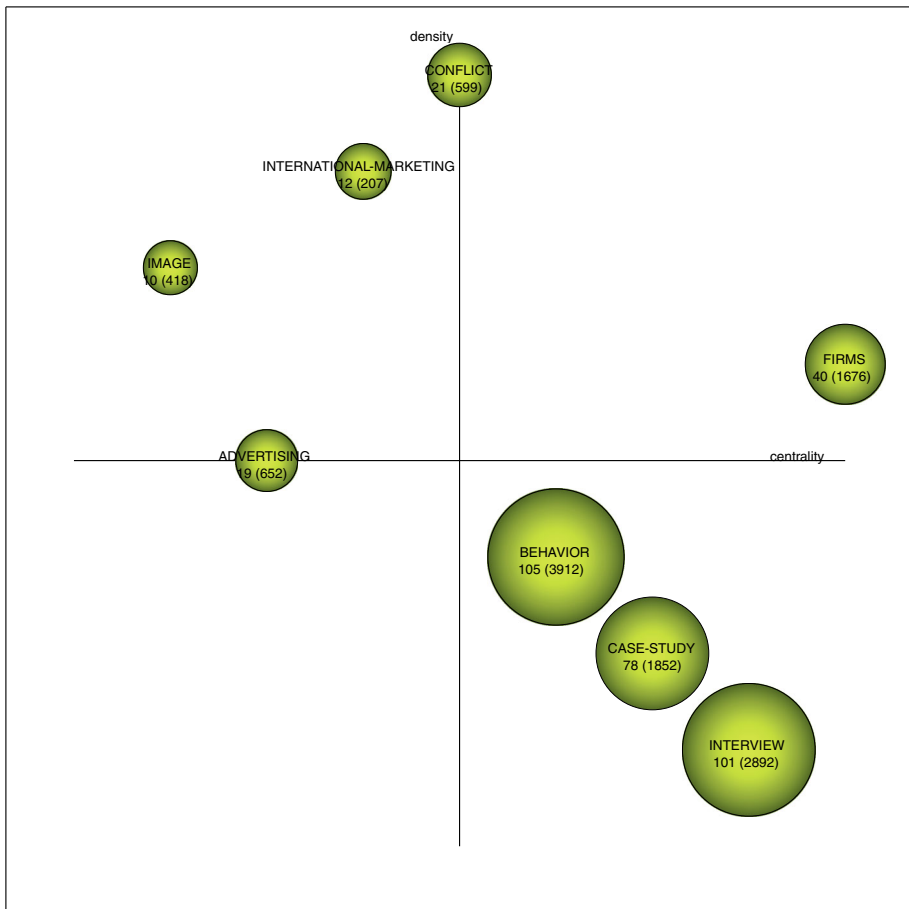 density
CONFLICT
21 (599)
INTERNATIONAL-MARKETING
12 (207)
IMAGE
10 (418)
FIRMS
40 (1676)
ADVERTISING
19 (652)
centrality
BEHAVIOR
105 (3912)
CASE-STUDY
78 (1852)
INTERVIEW
101 (2892)